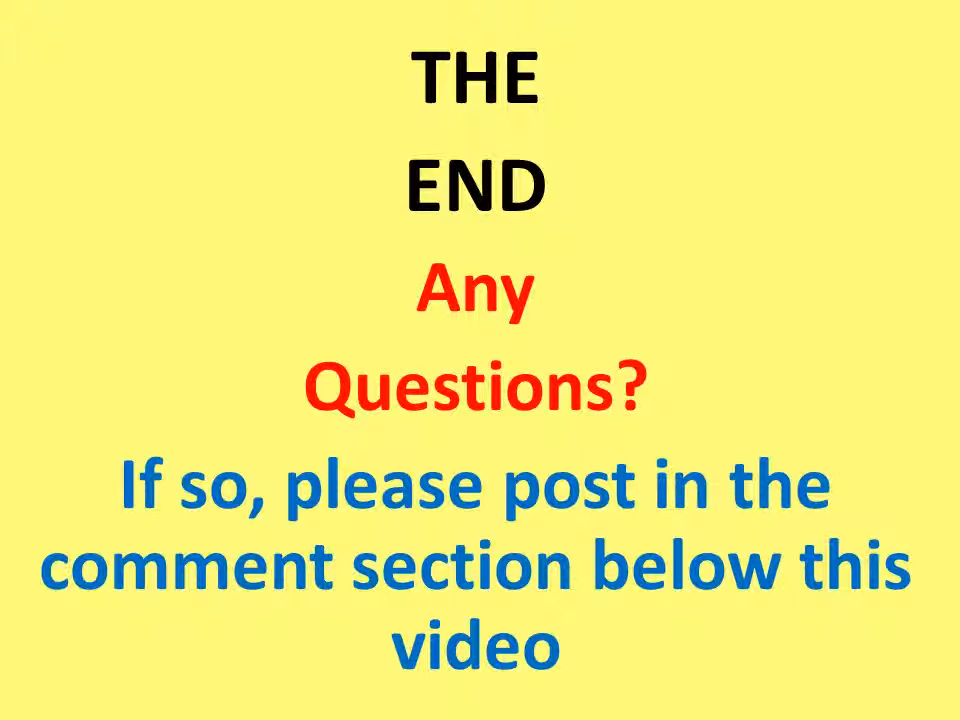 THE
END
Any
Questions?
If so, please post in the
comment section below this
video